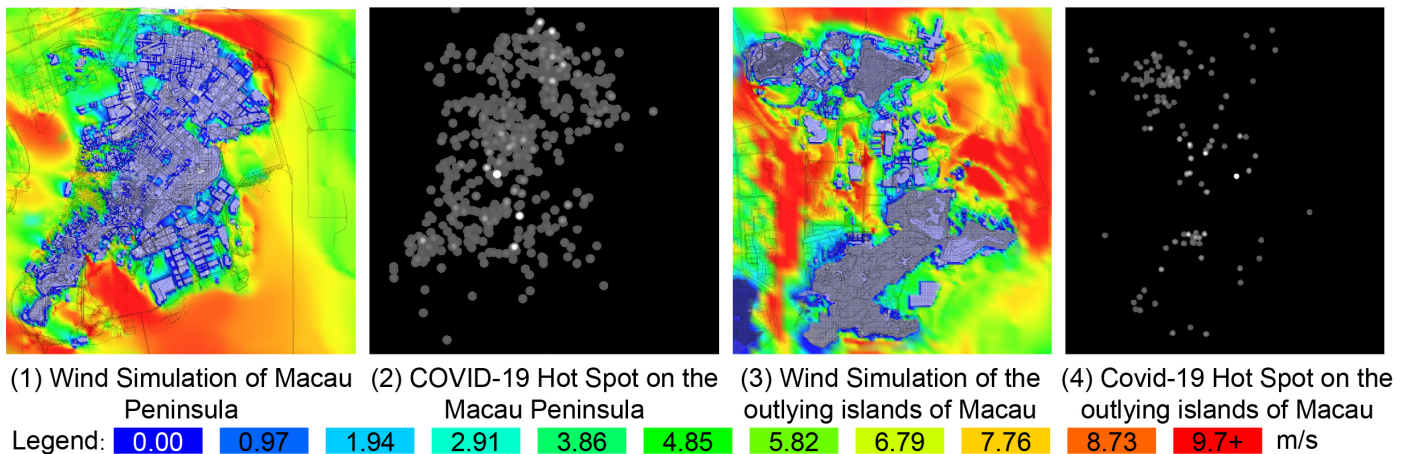 (1) Wind Simulation of Macau Peninsula
(2) COVID-19 Hot Spot on the Macau Peninsula
(3) Wind Simulation of the outlying islands of Macau
(4) Covid-19 Hot Spot on the outlying islands of Macau
Legend: 0.00 0.97 1.94 2.91 3.86 4.85 5.82 6.79 7.76 8.73 9.7+ m/s